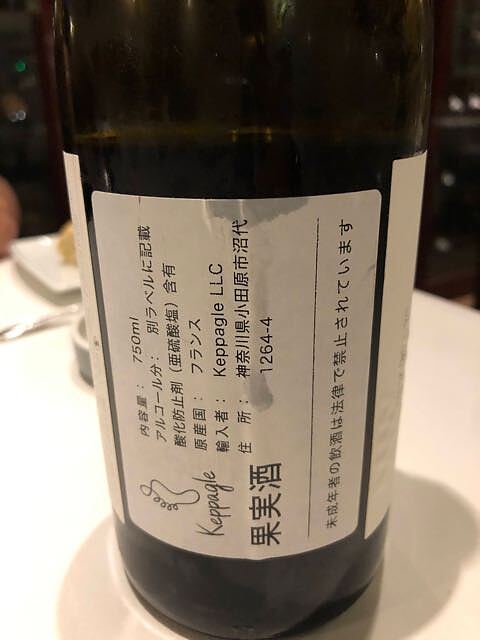 Keppagle
果実酒
内容量： 750ml
アルコール分： 別ラベルに記載
酸化防止剤（亜硫酸塩）含有
原産国： フランス
輸入者： Keppagle LLC
住　所： 神奈川県小田原市沼代
1264-4
未成年者の飲酒は法律で禁止されています